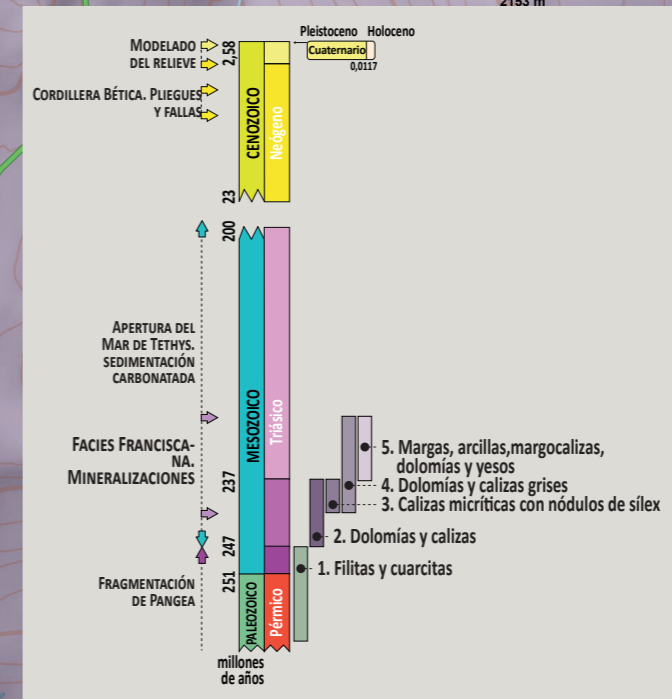 2153 m
Pleistoceno Holoceno
Cuaternario
0,0117
MODELADO
DEL RELIEVE
2,58
CORDILLERA BÉTICA. PLIEGUES
Y FALLAS
CENOZOICO
Neógeno
23
200
APERTURA DEL
MAR DE TETHYS.
SEDIMENTACIÓN
CARBONATADA
MESOZOICO
Triásico
FACIES FRANCISCA-
NA.
MINERALIZACIONES
5. Margas, arcillas,margocalizas,
dolomías y yesos
4. Dolomías y calizas grises
3. Calizas micríticas con nódulos de sílex
237
2. Dolomías y calizas
247
1. Filitas y cuarcitas
251
FRAGMENTACIÓN
DE PANGEA
PALEOZOICO
Pérmico
millones
de años